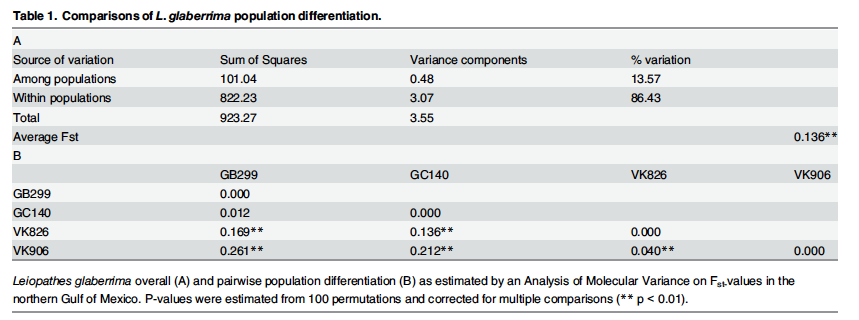 Table 1. Comparisons of L. glaberrima population differentiation.
A
Source of variation Sum of Squares Variance components % variation
Among populations 101.04 0.48 13.57
Within populations 822.23 3.07 86.43
Total 923.27 3.55
Average Fst 0.136**
B
GB299 GC140 VK826 VK906
GB299 0.000
GC140 0.012 0.000
VK826 0.169** 0.136** 0.000
VK906 0.261** 0.212** 0.040** 0.000
Leiopathes glaberrima overall (A) and pairwise population differentiation (B) as estimated by an Analysis of Molecular Variance on Fst-values in the
northern Gulf of Mexico. P-values were estimated from 100 permutations and corrected for multiple comparisons (** p < 0.01).